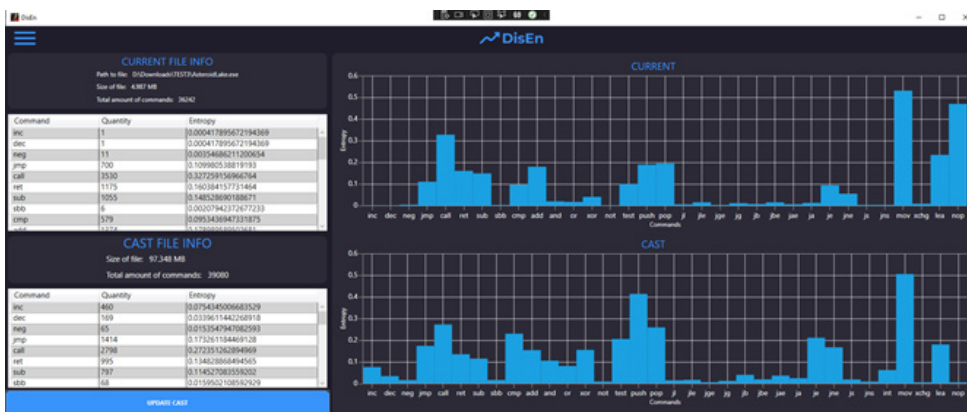 DisEn
DisEn
CURRENT FILE INFO
Path to file: D:\Downloads\TEST3\AsteroidLake.exe
Size of file: 4.987 MB
Total amount of commands: 36242
Command Quantity Entropy
inc 1 0.000417895672194369
dec 1 0.000417895672194369
neg 11 0.00354686211200654
jmp 700 0.109980538819193
call 3530 0.327259156966764
ret 1175 0.160384157731464
sub 1055 0.148528690188671
sbb 6 0.00207942372677233
cmp 579 0.0953436947331875
CAST FILE INFO
Size of file: 97.348 MB
Total amount of commands: 39080
Command Quantity Entropy
inc 460 0.0754345006683529
dec 169 0.0339611442268918
neg 65 0.0153547947082593
jmp 1414 0.173261184469128
call 2798 0.272351262894969
ret 995 0.134828868494565
sub 797 0.114527083559202
sbb 68 0.0159502108592929
UPDATE CAST
CURRENT
0.6
0.5
0.4
0.3
0.2
0.1
0
Entropy
inc dec neg jmp call ret sub sbb cmp add and or xor not test push pop jl jle jge jg jb jbe jae ja je jne js jns mov xchg lea nop
Commands
CAST
0.6
0.5
0.4
0.3
0.2
0.1
0
Entropy
inc dec neg jmp call ret sub sbb cmp add and or xor not test push pop jl jle jge jg jb jbe jae ja je jne js jns int mov xchg lea nop
Commands